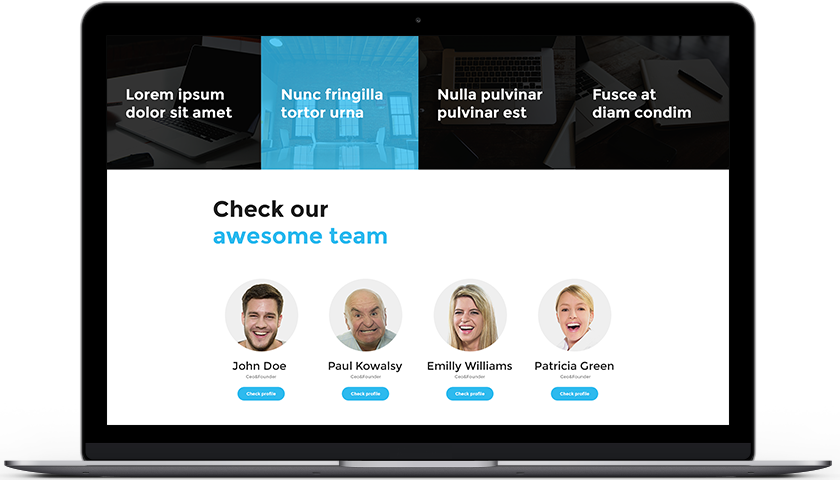 Lorem ipsum
dolor sit amet
Nunc fringilla
tortor urna
Nulla pulvinar
pulvinar est
Fusce at
diam condim
Check our
awesome team
John Doe
Ceo&Founder
Check profile
Paul Kowalsy
Ceo&Founder
Check profile
Emilly Williams
Ceo&Founder
Check profile
Patricia Green
Ceo&Founder
Check profile